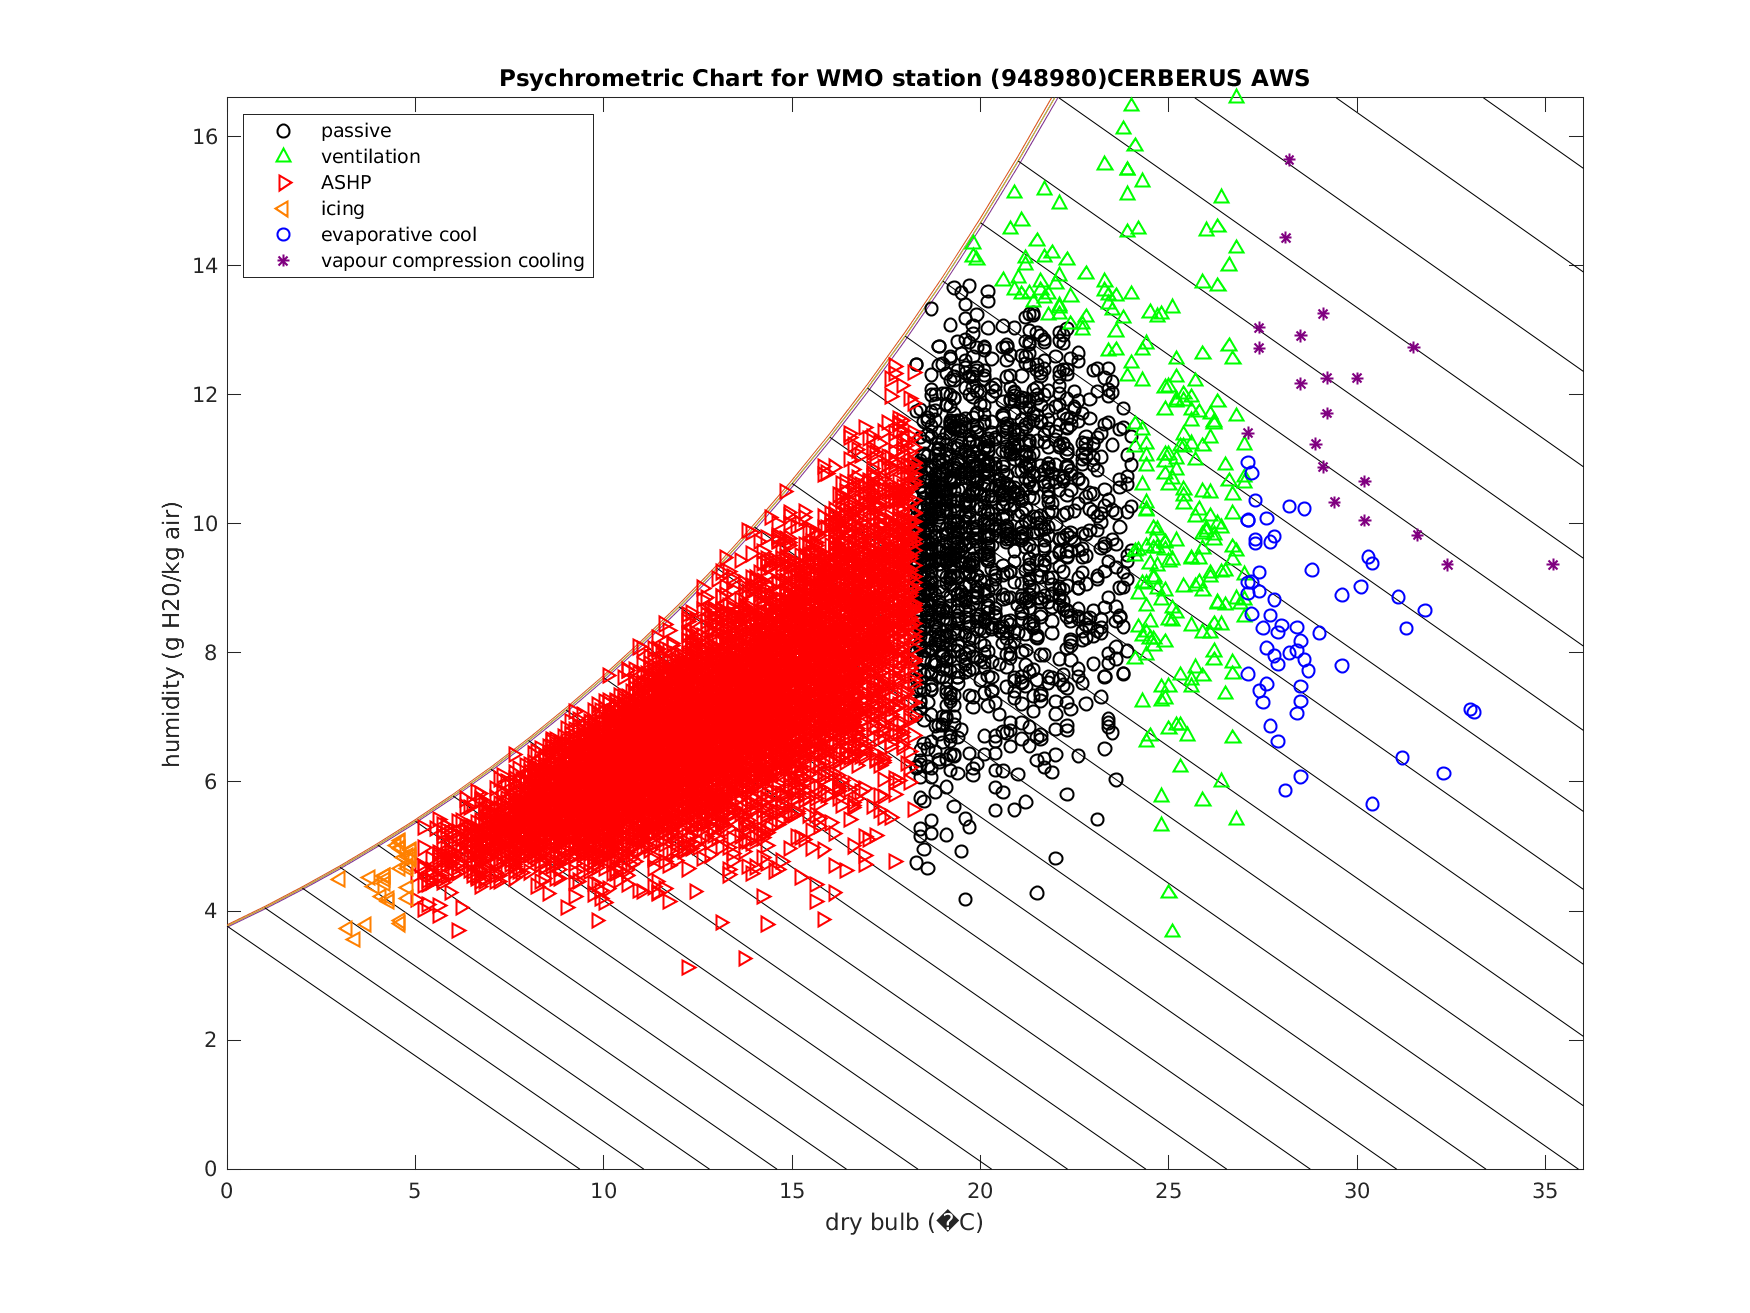 Psychrometric Chart for WMO station (948980)CERBERUS AWS
passive
ventilation
ASHP
icing
evaporative cool
vapour compression cooling
humidity (g H20/kg air)
16
14
12
10
8
6
4
2
0
0 5 10 15 20 25 30 35
dry bulb (�C)